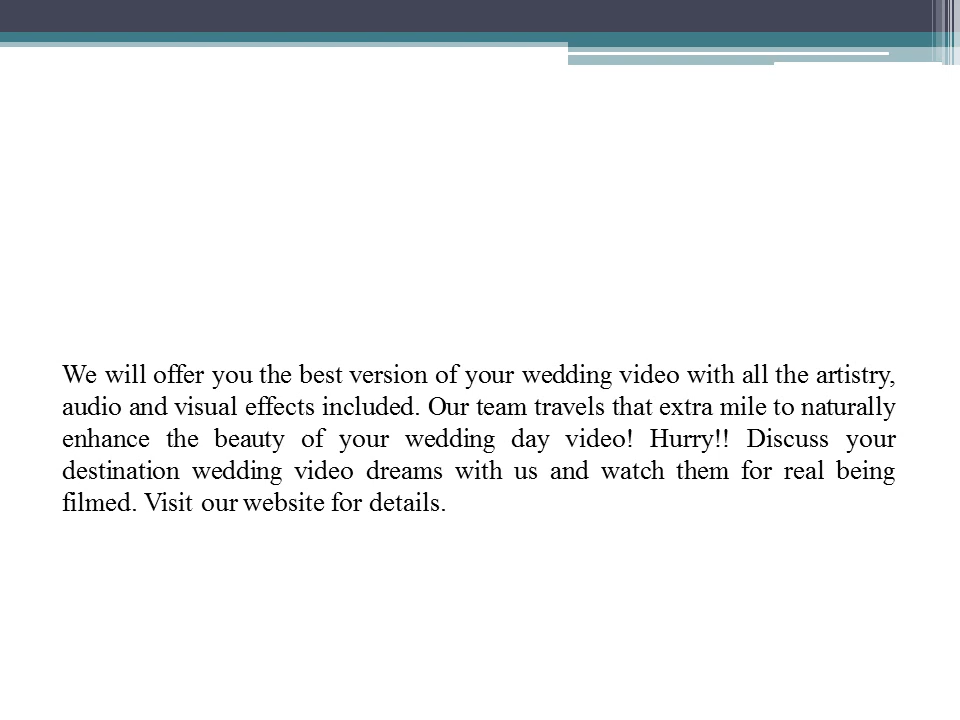 We will offer you the best version of your wedding video with all the artistry,
audio and visual effects included. Our team travels that extra mile to naturally
enhance the beauty of your wedding day video! Hurry!! Discuss your
destination wedding video dreams with us and watch them for real being
filmed. Visit our website for details.